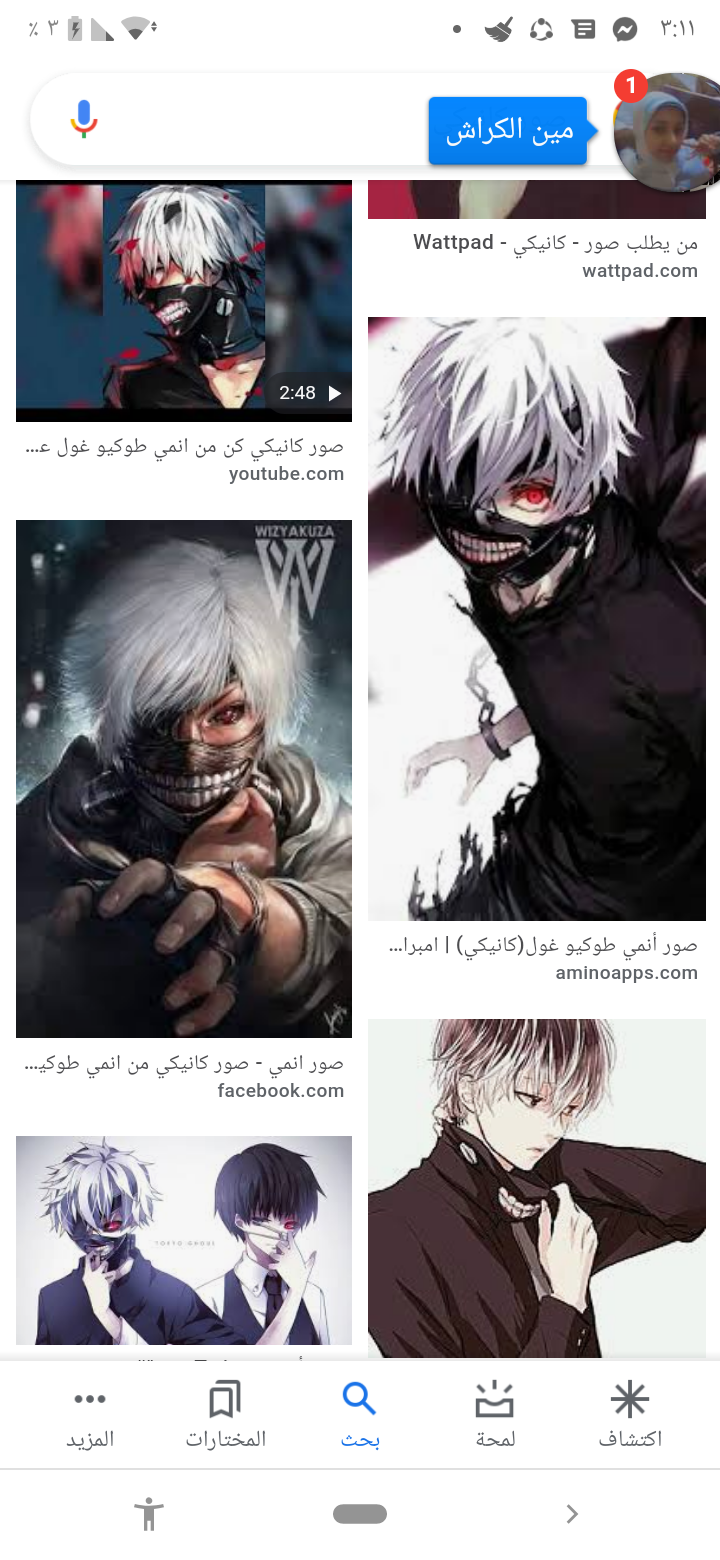 ٪ ٣
٣:١١
1
مين الكراش
2:48
صور كانيكي كن من انمي طوكيو غول ع...
youtube.com
من يطلب صور - كانيكي - Wattpad
wattpad.com
WIZYAKUZA
صور انمي - صور كانيكي من انمي طوكي...
facebook.com
صور أنمي طوكيو غول(كانيكي) | امبرا...
aminoapps.com
TOKYO GHOUL
اكتشاف
لمحة
بحث
المختارات
المزيد